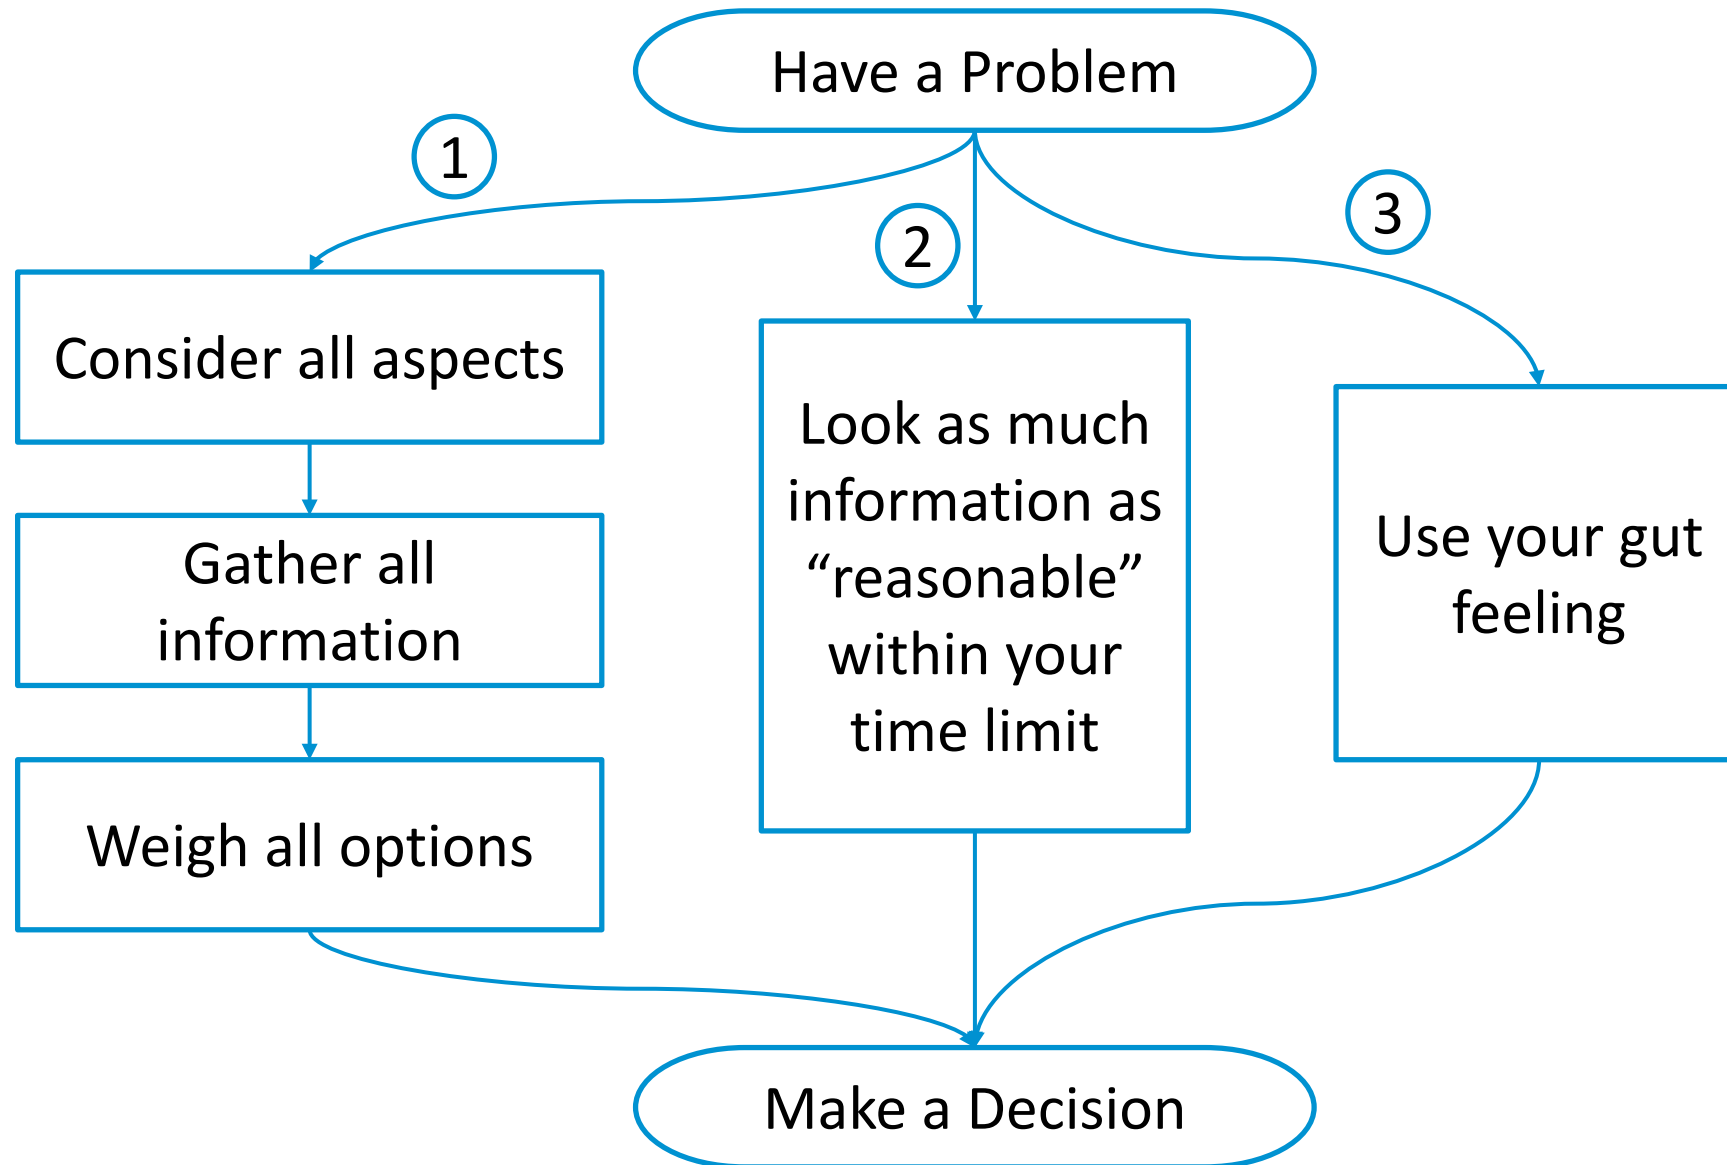 Have a Problem
1
2
3
Consider all aspects
Gather all
information
Weigh all options
Look as much
information as
“reasonable”
within your
time limit
Use your gut
feeling
Make a Decision